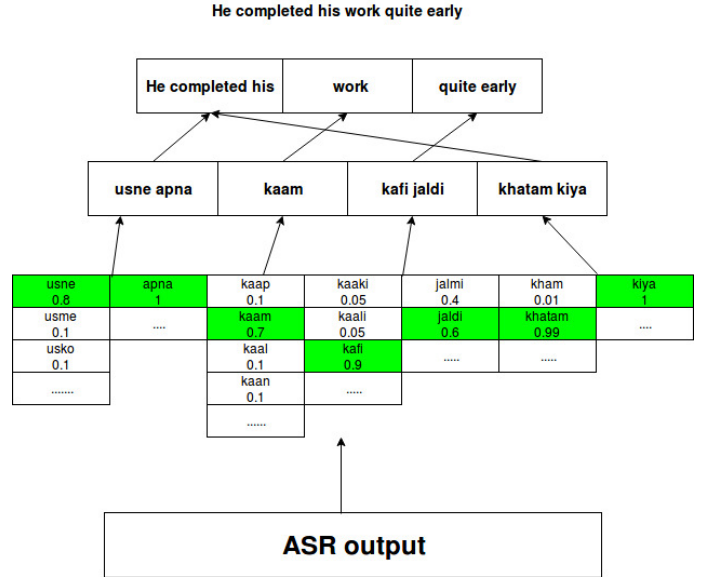 He completed his work quite early
He completed his work quite early
usne apna kaam kafi jaldi khatam kiya
usne apna kaap kaaki jalmi kham kiya
0.8 1 0.1 0.05 0.4 0.01 1
usme .... kaam kaali jaldi khatam ....
0.1 0.7 0.05 0.6 0.99
usko kaal kafi ..... .....
0.1 0.1 0.9
....... kaan .....
0.1
......
ASR output